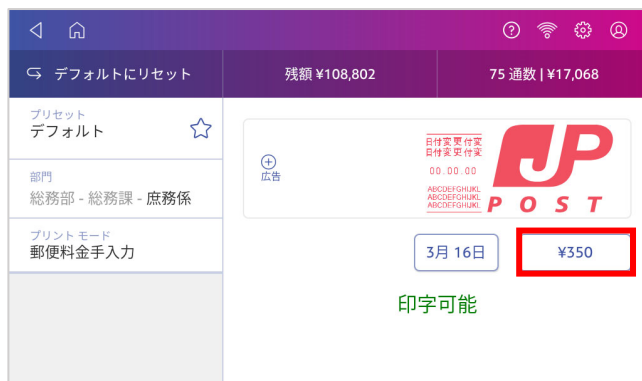 デフォルトにリセット
残額 ¥108,802
75 通数 | ¥17,068
プリセット
デフォルト
部門
総務部 - 総務課 - 庶務係
プリント モード
郵便料金手入力
広告
日付変更付変
日付変更付変
00.00.00
ABCDEFGHIJKL
ABCDEFGHIJKL
JP
POST
3月 16日
¥350
印字可能